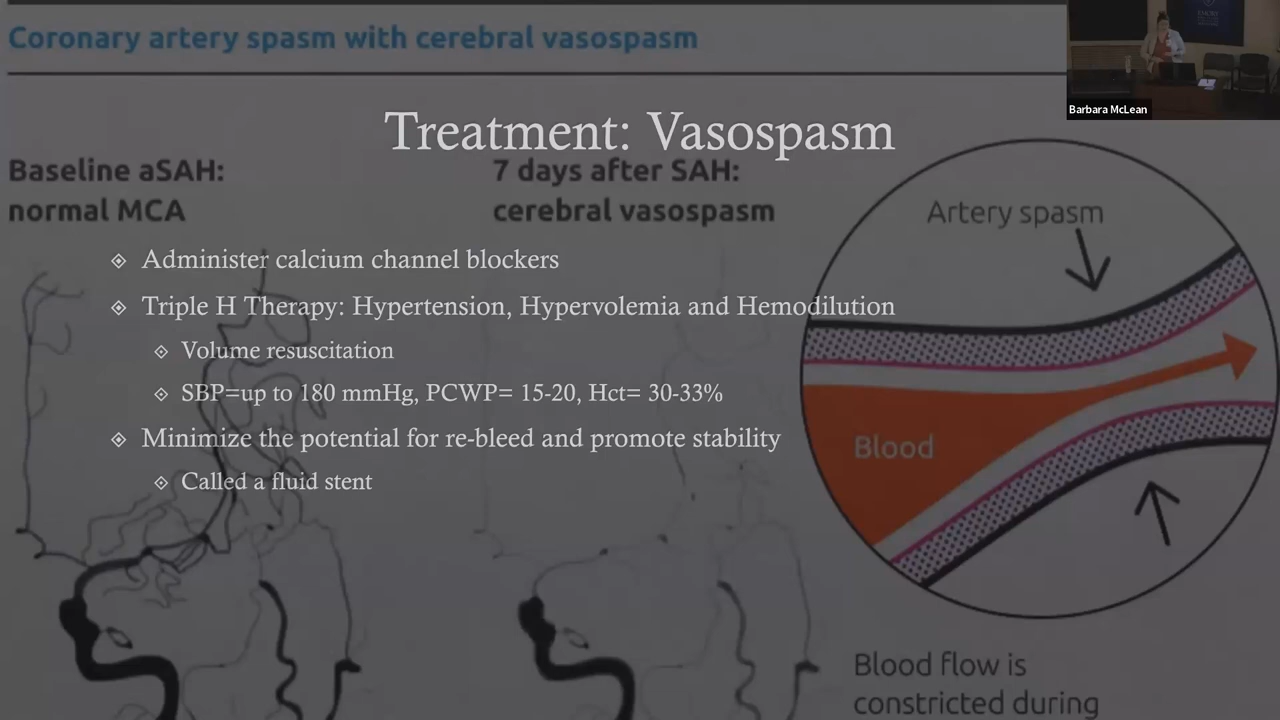 Coronary artery spasm with cerebral vasospasm
Barbara McLean
Treatment: Vasospasm
Baseline aSAH:
normal MCA
7 days after SAH:
cerebral vasospasm
Artery spasm
Administer calcium channel blockers
Triple H Therapy: Hypertension, Hypervolemia and Hemodilution
Volume resuscitation
SBP=up to 180 mmHg, PCWP= 15-20, Hct= 30-33%
Minimize the potential for re-bleed and promote stability
Called a fluid stent
Blood
Blood flow is
constricted during